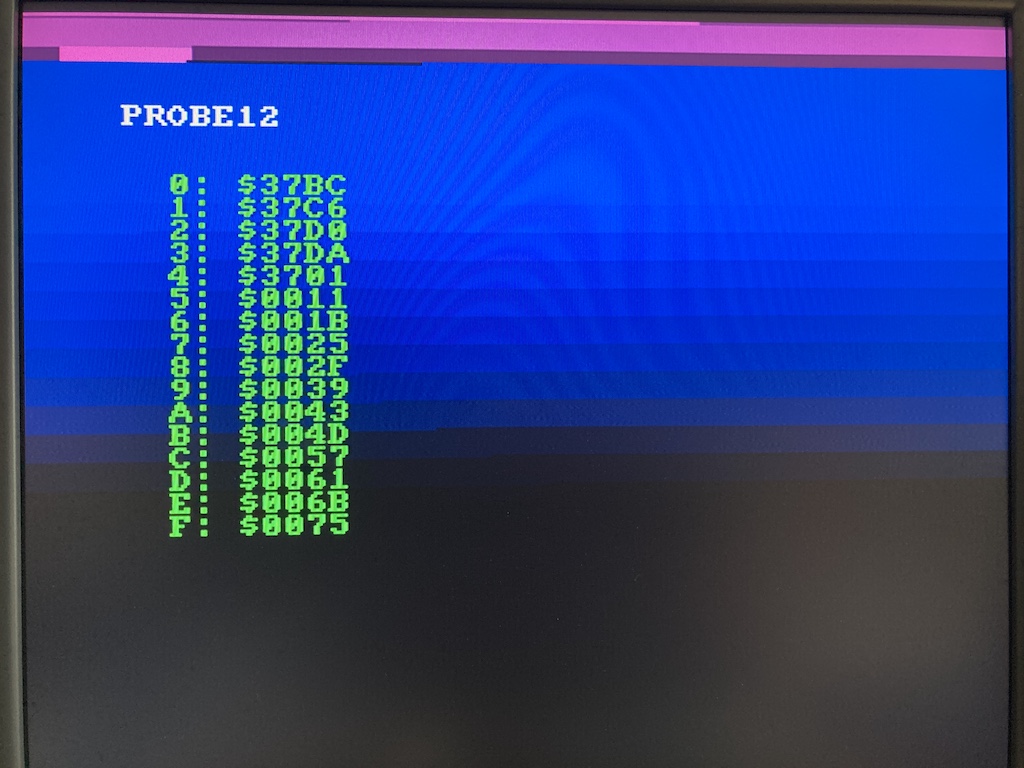 PROBE12
0: $37BC
1: $37C6
2: $37D0
3: $37DA
4: $3701
5: $0011
6: $001B
7: $0025
8: $002F
9: $0039
A: $0043
B: $004D
C: $0057
D: $0061
E: $006B
F: $0075